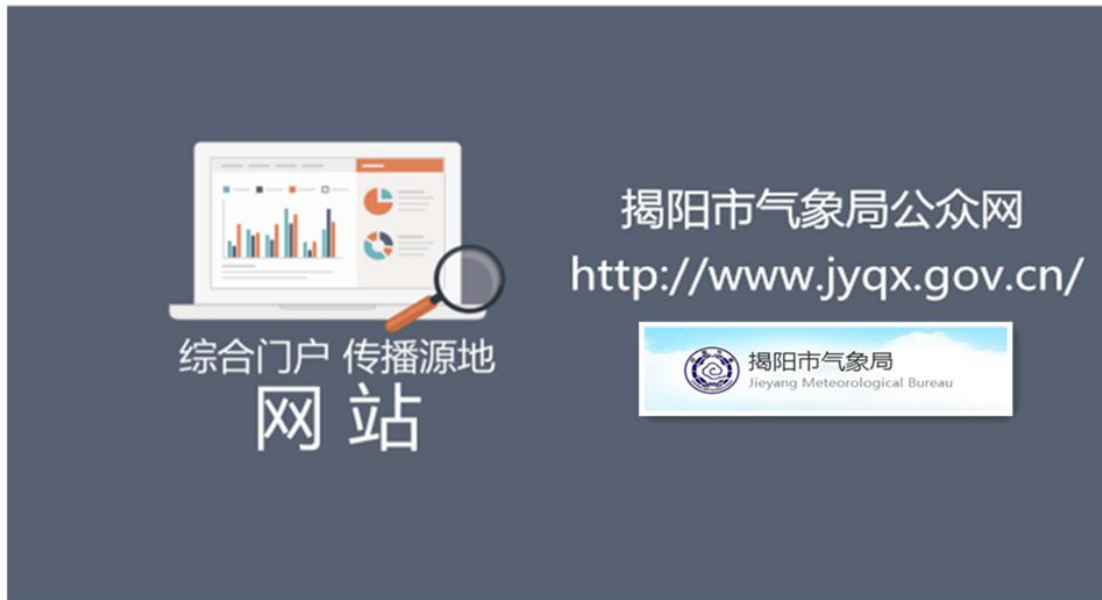 综合门户 传播源地
网站
揭阳市气象局公众网
http://www.jyqx.gov.cn/
揭阳市气象局
Jieyang Meteorological Bureau